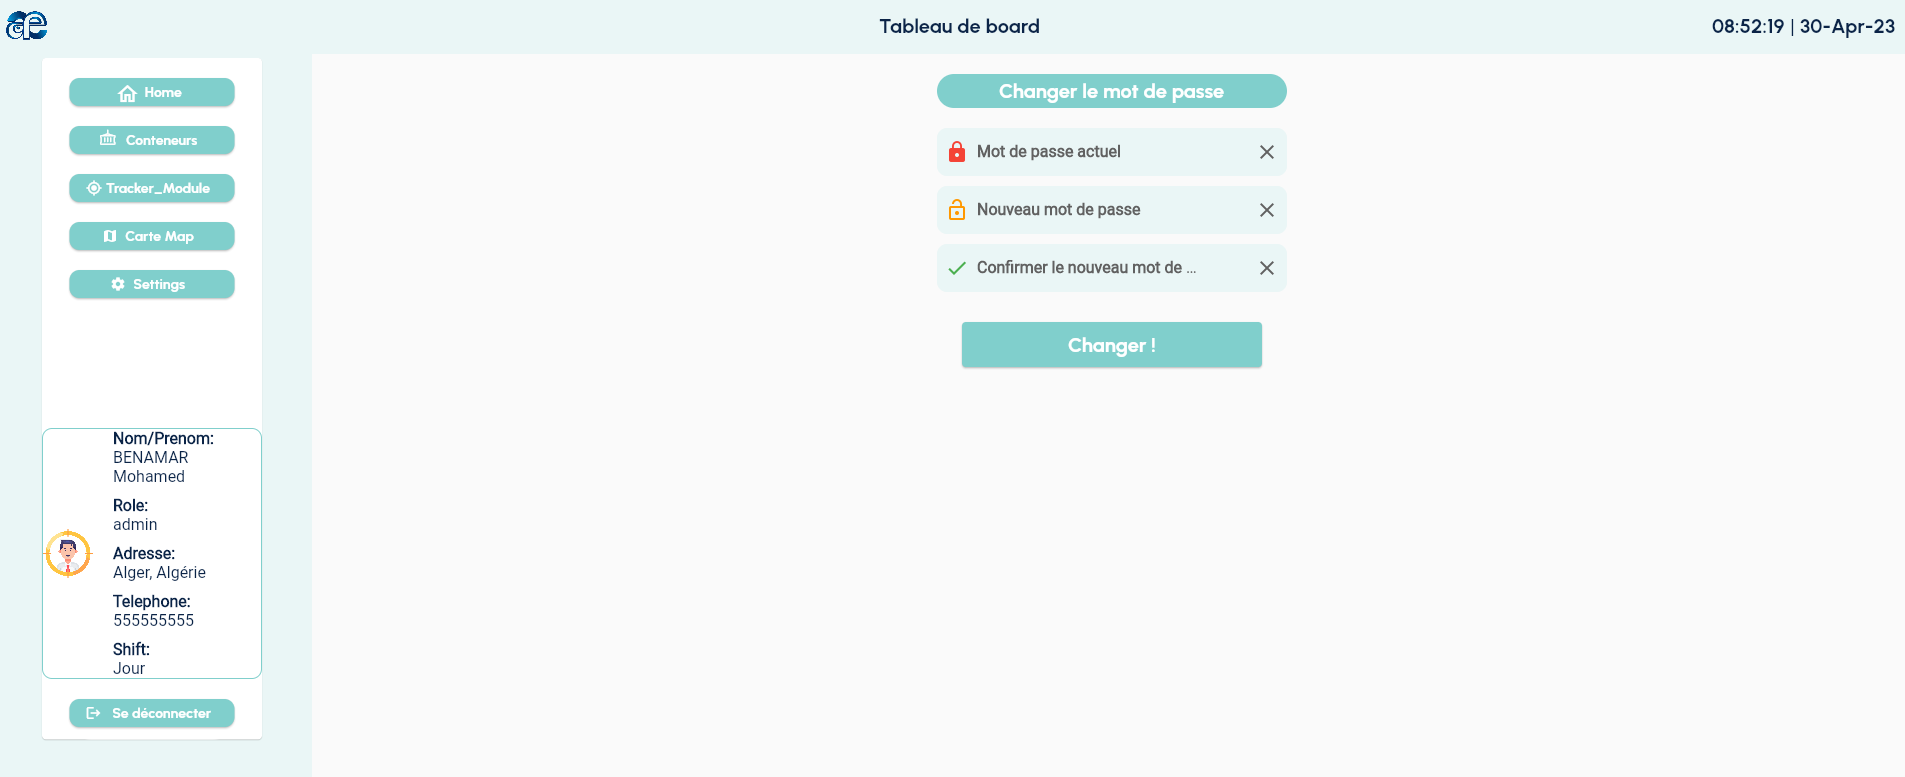 Tableau de board
08:52:19 | 30-Apr-23
Home
Conteneurs
Tracker_Module
Carte Map
Settings
Nom/Prenom:
BENAMAR
Mohamed
Role:
admin
Adresse:
Alger, Algérie
Telephone:
555555555
Shift:
Jour
Se déconnecter
Changer le mot de passe
Mot de passe actuel
Nouveau mot de passe
Confirmer le nouveau mot de ...
Changer !